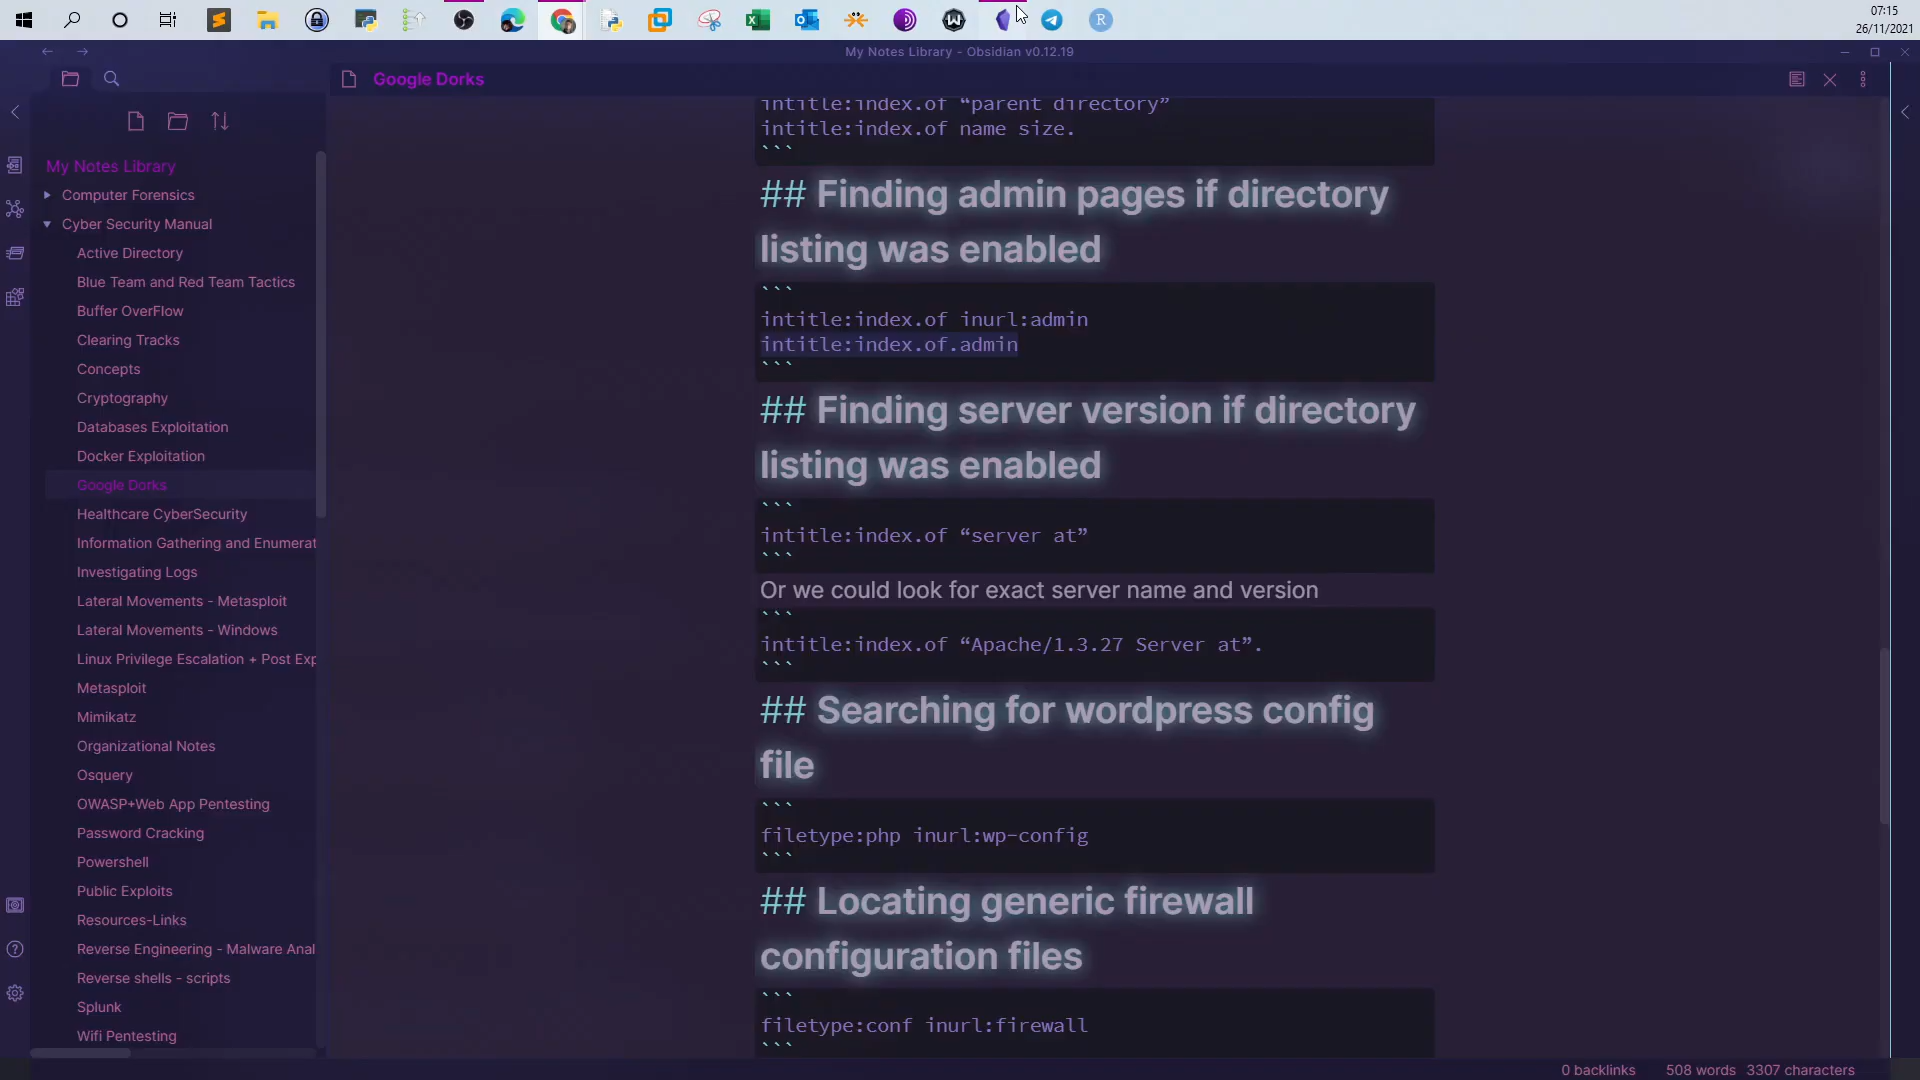 07:15
26/11/2021
My Notes Library - Obsidian v0.12.19
Google Dorks
My Notes Library
Computer Forensics
Cyber Security Manual
Active Directory
Blue Team and Red Team Tactics
Buffer OverFlow
Clearing Tracks
Concepts
Cryptography
Databases Exploitation
Docker Exploitation
Google Dorks
Healthcare CyberSecurity
Information Gathering and Enumerat
Investigating Logs
Lateral Movements - Metasploit
Lateral Movements - Windows
Linux Privilege Escalation + Post Exp
Metasploit
Mimikatz
Organizational Notes
Osquery
OWASP+Web App Pentesting
Password Cracking
Powershell
Public Exploits
Resources-Links
Reverse Engineering - Malware Anal
Reverse shells - scripts
Splunk
Wifi Pentesting
intitle:index.of “parent directory”
intitle:index.of name size.
```
## Finding admin pages if directory
listing was enabled
```
intitle:index.of inurl:admin
intitle:index.of.admin
```
## Finding server version if directory
listing was enabled
```
intitle:index.of “server at”
```
Or we could look for exact server name and version
```
intitle:index.of “Apache/1.3.27 Server at”.
```
## Searching for wordpress config
file
```
filetype:php inurl:wp-config
```
## Locating generic firewall
configuration files
```
filetype:conf inurl:firewall
```
0 backlinks 508 words 3307 characters